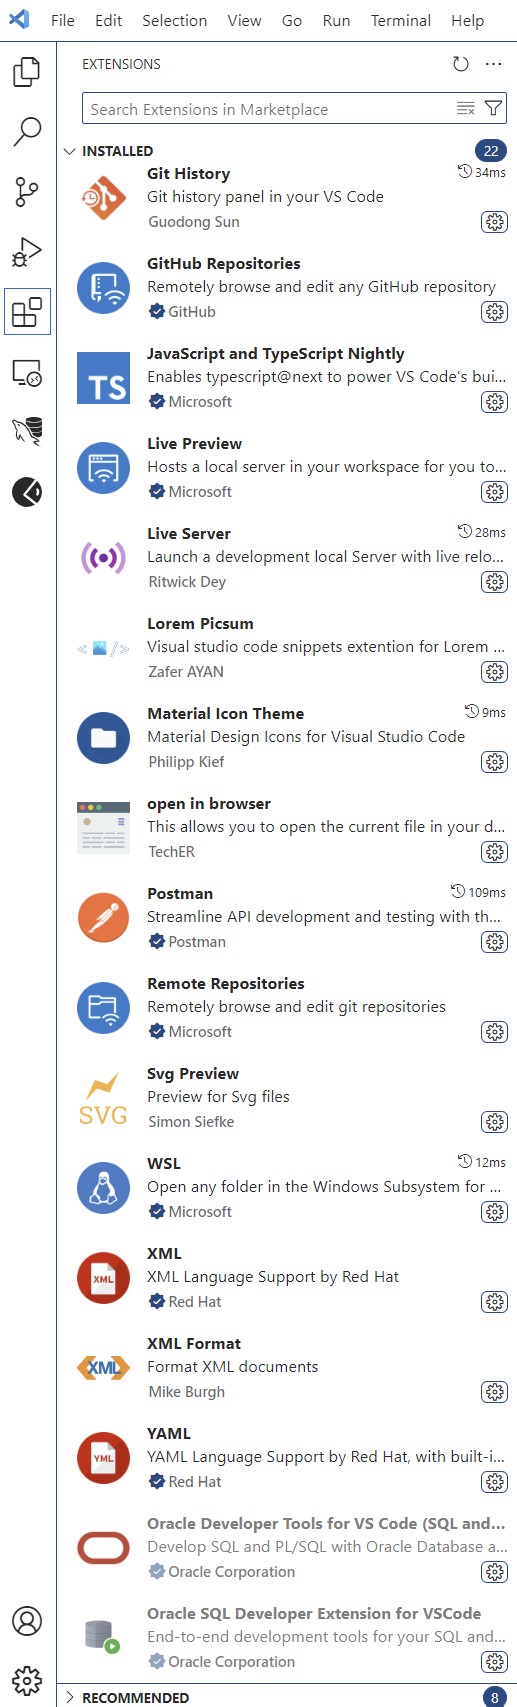 File Edit Selection View Go Run Terminal Help
EXTENSIONS
Search Extensions in Marketplace
INSTALLED 22
Git History 34ms
Git history panel in your VS Code
Guodong Sun
GitHub Repositories
Remotely browse and edit any GitHub repository
GitHub
JavaScript and TypeScript Nightly
Enables typescript@next to power VS Code's bui...
TS
Microsoft
Live Preview
Hosts a local server in your workspace for you to...
Microsoft
Live Server 28ms
Launch a development local Server with live relo...
Ritwick Dey
Lorem Picsum
Visual studio code snippets extention for Lorem ...
Zafer AYAN
Material Icon Theme 9ms
Material Design Icons for Visual Studio Code
Philipp Kief
open in browser
This allows you to open the current file in your d...
TechER
Postman 109ms
Streamline API development and testing with th...
Postman
Remote Repositories
Remotely browse and edit git repositories
Microsoft
Svg Preview
Preview for Svg files
SVG
Simon Siefke
WSL 12ms
Open any folder in the Windows Subsystem for ...
Microsoft
XML
XML Language Support by Red Hat
XML
Red Hat
XML Format
Format XML documents
XML
Mike Burgh
YAML
YAML Language Support by Red Hat, with built-i...
YML
Red Hat
Oracle Developer Tools for VS Code (SQL and...
Develop SQL and PL/SQL with Oracle Database a...
Oracle Corporation
Oracle SQL Developer Extension for VSCode
End-to-end development tools for your SQL and...
Oracle Corporation
RECOMMENDED 8